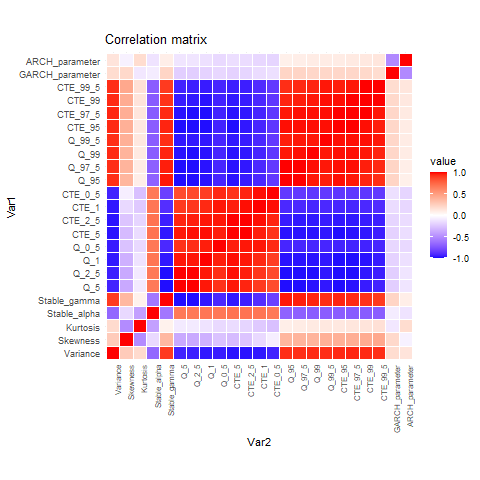 Correlation matrix
ARCH_parameter
GARCH_parameter
CTE_99_5
CTE_99
CTE_97_5
CTE_95
Q_99_5
Q_99
Q_97_5
Q_95
CTE_0_5
CTE_1
CTE_2_5
CTE_5
Q_0_5
Q_1
Q_2_5
Q_5
Stable_gamma
Stable_alpha
Kurtosis
Skewness
Variance
Var1
Variance
Skewness
Kurtosis
Stable_alpha
Stable_gamma
Q_5
Q_2_5
Q_1
Q_0_5
CTE_5
CTE_2_5
CTE_1
CTE_0_5
Q_95
Q_97_5
Q_99
Q_99_5
CTE_95
CTE_97_5
CTE_99
CTE_99_5
GARCH_parameter
ARCH_parameter
Var2
value
1.0
0.5
0.0
-0.5
-1.0